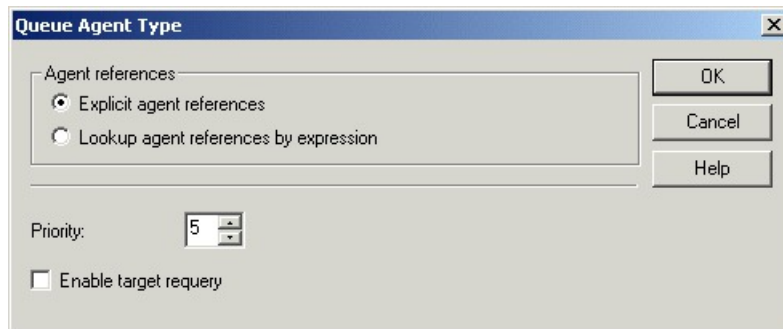 Queue Agent Type
Agent references
Explicit agent references
Lookup agent references by expression
OK
Cancel
Help
Priority:
5
Enable target requery